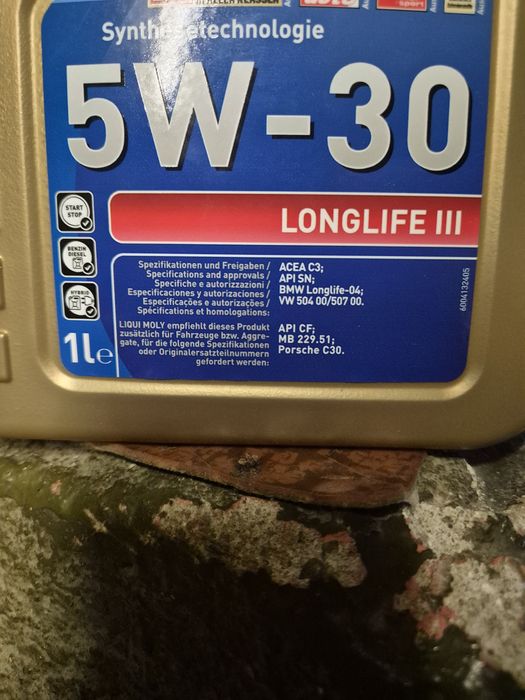 Synthesetechnologie
5W-30
START
STOP
LONGLIFE III
BENZIN
DIESEL
HYBRID
Spezifikationen und Freigaben /
Specifications and approvals /
Specifiche e autorizzazioni /
Especificaciones y autorizaciones /
Especificações e autorizações /
Spécifications et homologations:
ACEA C3;
API SN;
BMW Longlife-04;
VW 504 00/507 00.
LIQUI MOLY empfiehlt dieses Produkt
zusätzlich für Fahrzeuge bzw. Aggre-
gate, für die folgende Spezifikationen
oder Originalersatzteilnummern
gefordert werden:
API CF;
MB 229.51;
Porsche C30.
1l e
6004132405